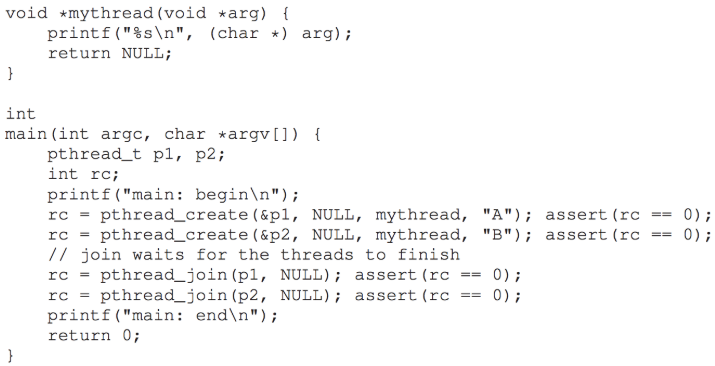 void *mythread(void *arg) {
    printf("%s\n", (char *) arg);
    return NULL;
}

int
main(int argc, char *argv[]) {
    pthread_t p1, p2;
    int rc;
    printf("main: begin\n");
    rc = pthread_create(&p1, NULL, mythread, "A"); assert(rc == 0);
    rc = pthread_create(&p2, NULL, mythread, "B"); assert(rc == 0);
    // join waits for the threads to finish
    rc = pthread_join(p1, NULL); assert(rc == 0);
    rc = pthread_join(p2, NULL); assert(rc == 0);
    printf("main: end\n");
    return 0;
}